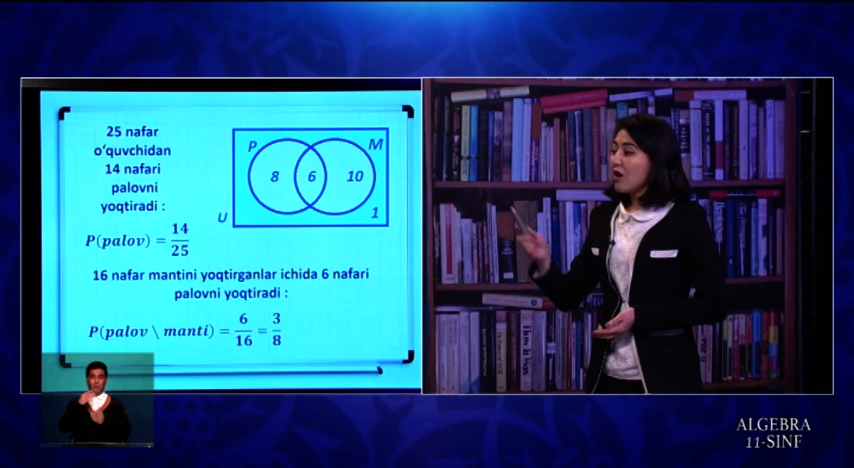 25 nafar
o‘quvchidan
14 nafari
palovni
yoqtiradi :
P(palov) = 14/25
P M
8 6 10
U 1
16 nafar mantini yoqtirganlar ichida 6 nafari
palovni yoqtiradi :
P(palov \ manti) = 6/16 = 3/8
ALGEBRA
11-SINF